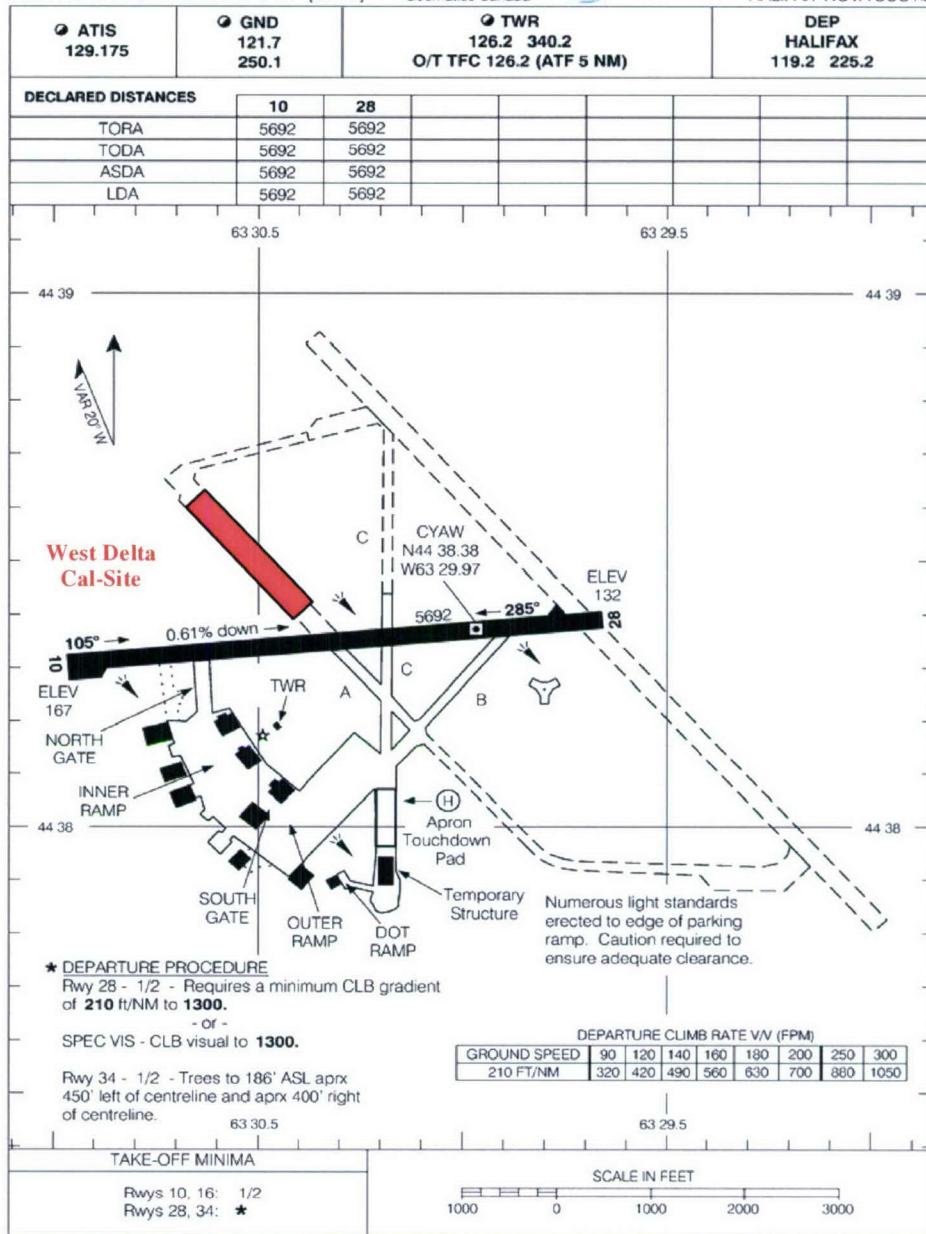 ATIS
129.175
GND
121.7
250.1
TWR
126.2 340.2
O/T TFC 126.2 (ATF 5 NM)
DEP
HALIFAX
119.2 225.2
DECLARED DISTANCES
10 28
TORA 5692 5692
TODA 5692 5692
ASDA 5692 5692
LDA 5692 5692
63 30.5 63 29.5
44 39 44 39
VAR 20° W
West Delta
Cal-Site
C
CYAW
N44 38.38
W63 29.97
ELEV
132
105°
0.61% down
5692
285°
10
28
ELEV
167
TWR
A
C
B
NORTH
GATE
INNER
RAMP
44 38 44 38
H
Apron
Touchdown
Pad
SOUTH
GATE
OUTER
RAMP
DOT
RAMP
Temporary
Structure
Numerous light standards
erected to edge of parking
ramp. Caution required to
ensure adequate clearance.
* DEPARTURE PROCEDURE
Rwy 28 - 1/2 - Requires a minimum CLB gradient
of 210 ft/NM to 1300.
- or -
SPEC VIS - CLB visual to 1300.
Rwy 34 - 1/2 - Trees to 186' ASL aprx
450' left of centreline and aprx 400' right
of centreline.
DEPARTURE CLIMB RATE V/V (FPM)
GROUND SPEED 90 120 140 160 180 200 250 300
210 FT/NM 320 420 490 560 630 700 880 1050
63 30.5 63 29.5
TAKE-OFF MINIMA
Rwys 10, 16: 1/2
Rwys 28, 34: *
SCALE IN FEET
1000 0 1000 2000 3000